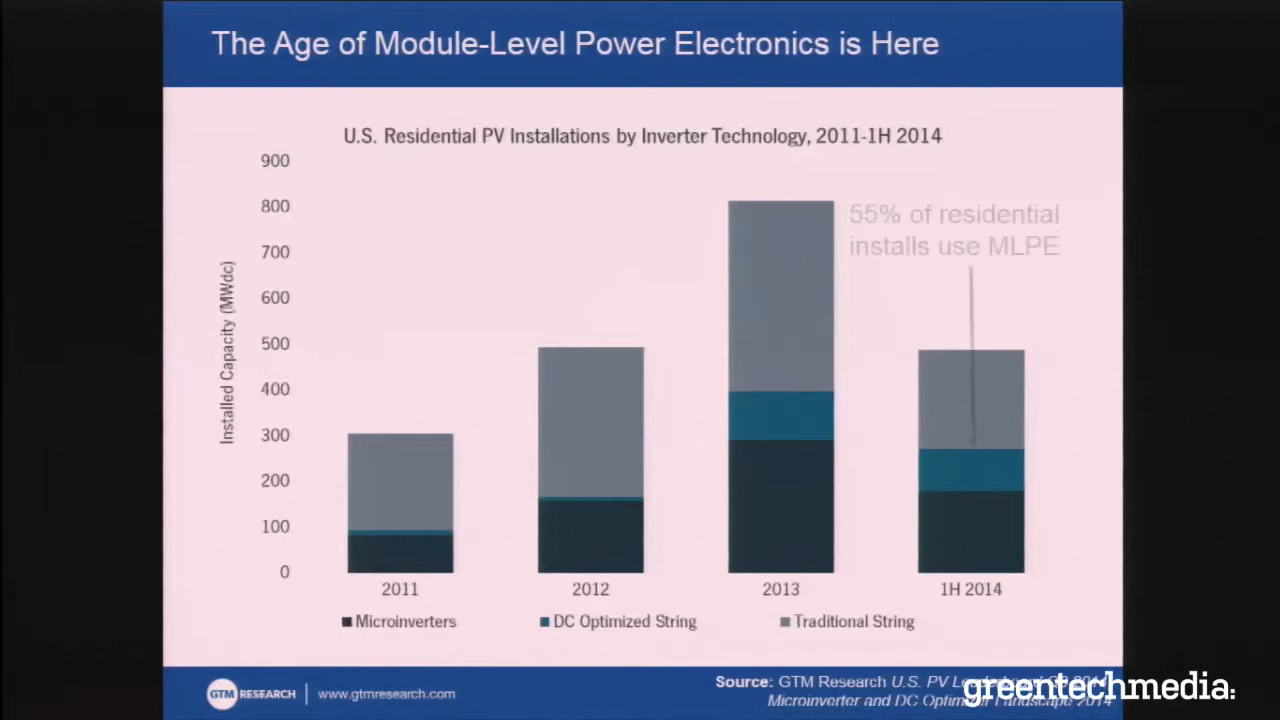 The Age of Module-Level Power Electronics is Here
U.S. Residential PV Installations by Inverter Technology, 2011-1H 2014
900
800
700
600
500
400
300
200
100
0
Installed Capacity (MWdc)
55% of residential
installs use MLPE
2011
2012
2013
1H 2014
Microinverters
DC Optimized String
Traditional String
GTM RESEARCH
www.gtmresearch.com
Source: GTM Research U.S. PV
Microinverter and DC Optimizer Landscape 2014
greentechmedia: